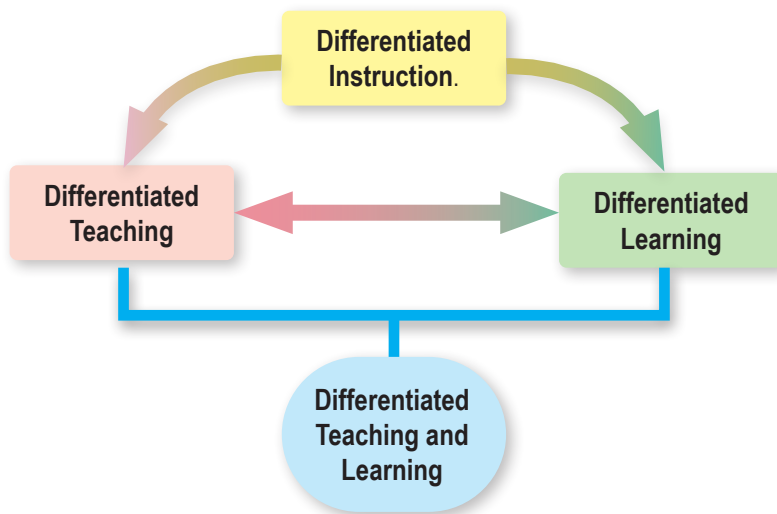 Differentiated
Instruction.
Differentiated
Teaching
Differentiated
Learning
Differentiated
Teaching and
Learning